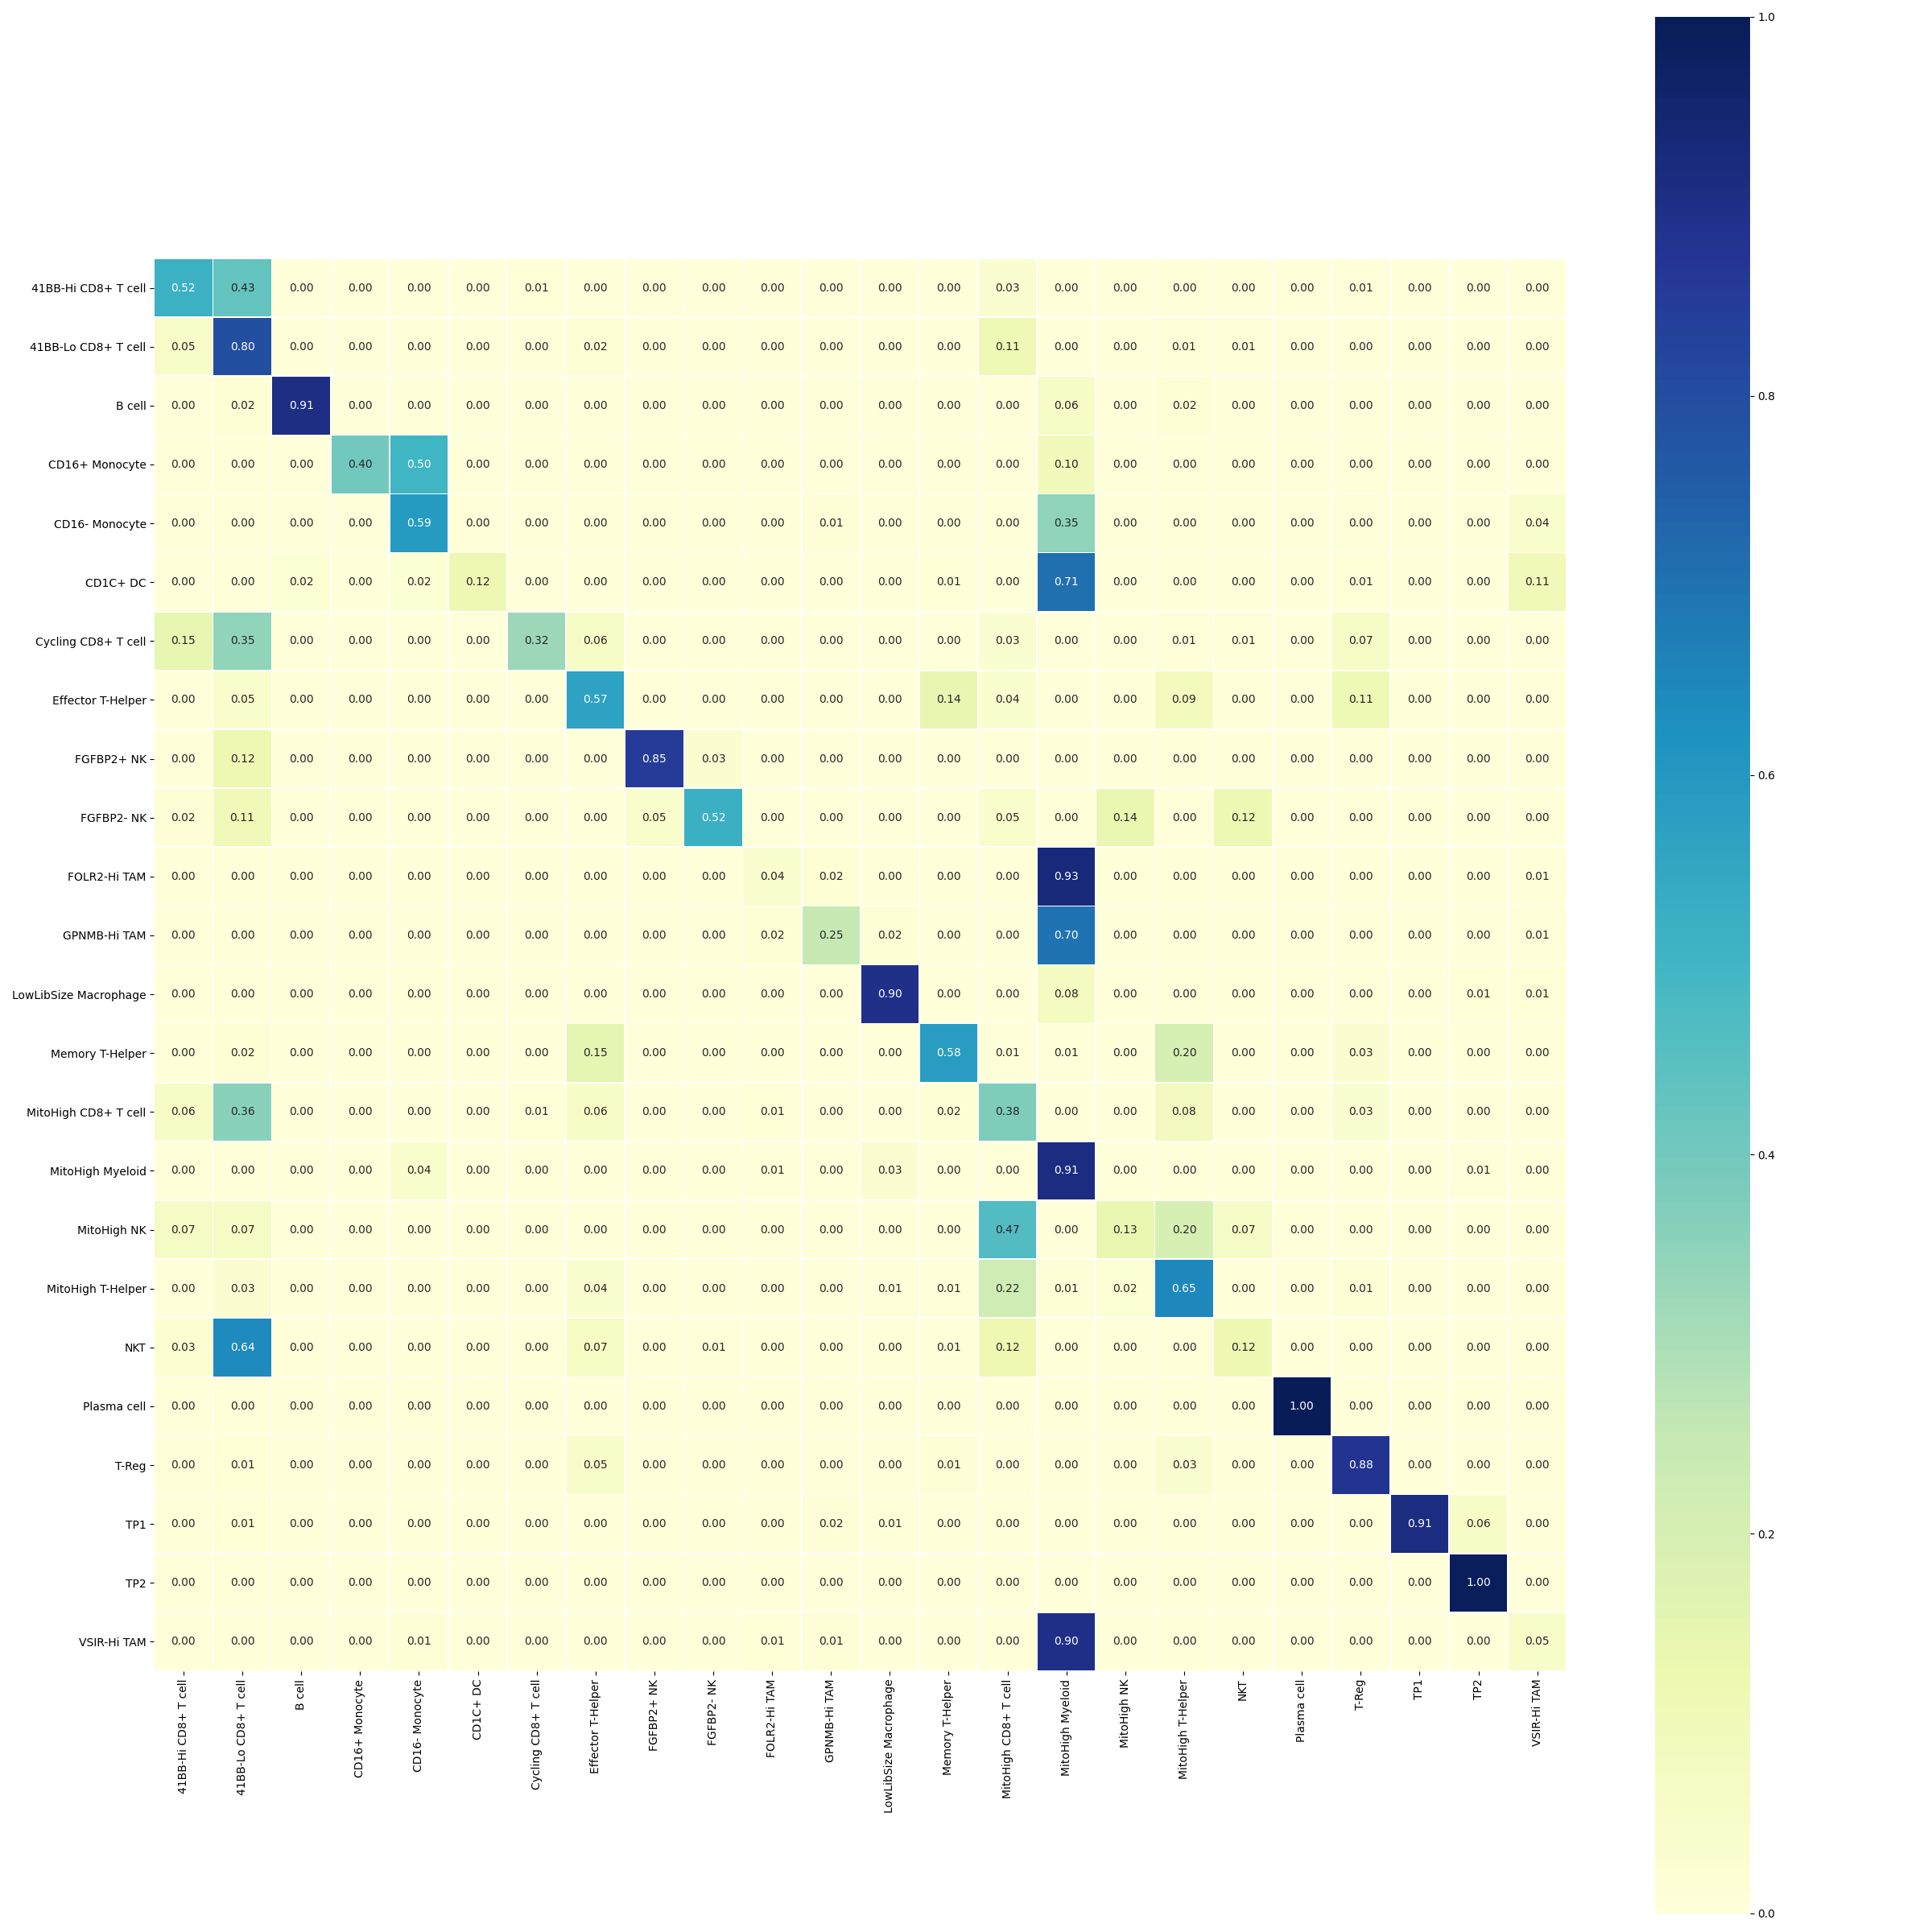 1.0
41BB-Hi CD8+ T cell 0.52 0.43 0.00 0.00 0.00 0.00 0.01 0.00 0.00 0.00 0.00 0.00 0.00 0.00 0.03 0.00 0.00 0.00 0.00 0.00 0.01 0.00 0.00 0.00
41BB-Lo CD8+ T cell 0.05 0.80 0.00 0.00 0.00 0.00 0.00 0.02 0.00 0.00 0.00 0.00 0.00 0.00 0.11 0.00 0.00 0.01 0.01 0.00 0.00 0.00 0.00 0.00
0.8
B cell 0.00 0.02 0.91 0.00 0.00 0.00 0.00 0.00 0.00 0.00 0.00 0.00 0.00 0.00 0.00 0.06 0.00 0.02 0.00 0.00 0.00 0.00 0.00 0.00
CD16+ Monocyte 0.00 0.00 0.00 0.40 0.50 0.00 0.00 0.00 0.00 0.00 0.00 0.00 0.00 0.00 0.00 0.10 0.00 0.00 0.00 0.00 0.00 0.00 0.00 0.00
CD16- Monocyte 0.00 0.00 0.00 0.00 0.59 0.00 0.00 0.00 0.00 0.00 0.00 0.01 0.00 0.00 0.00 0.35 0.00 0.00 0.00 0.00 0.00 0.00 0.00 0.04
CD1C+ DC 0.00 0.00 0.02 0.00 0.02 0.12 0.00 0.00 0.00 0.00 0.00 0.00 0.00 0.01 0.00 0.71 0.00 0.00 0.00 0.00 0.01 0.00 0.00 0.11
Cycling CD8+ T cell 0.15 0.35 0.00 0.00 0.00 0.00 0.32 0.06 0.00 0.00 0.00 0.00 0.00 0.00 0.03 0.00 0.00 0.01 0.01 0.00 0.07 0.00 0.00 0.00
Effector T-Helper 0.00 0.05 0.00 0.00 0.00 0.00 0.00 0.57 0.00 0.00 0.00 0.00 0.00 0.14 0.04 0.00 0.00 0.09 0.00 0.00 0.11 0.00 0.00 0.00
FGFBP2+ NK 0.00 0.12 0.00 0.00 0.00 0.00 0.00 0.00 0.85 0.03 0.00 0.00 0.00 0.00 0.00 0.00 0.00 0.00 0.00 0.00 0.00 0.00 0.00 0.00
0.6
FGFBP2- NK 0.02 0.11 0.00 0.00 0.00 0.00 0.00 0.00 0.05 0.52 0.00 0.00 0.00 0.00 0.05 0.00 0.14 0.00 0.12 0.00 0.00 0.00 0.00 0.00
FOLR2-Hi TAM 0.00 0.00 0.00 0.00 0.00 0.00 0.00 0.00 0.00 0.00 0.04 0.02 0.00 0.00 0.00 0.93 0.00 0.00 0.00 0.00 0.00 0.00 0.00 0.01
GPNMB-Hi TAM 0.00 0.00 0.00 0.00 0.00 0.00 0.00 0.00 0.00 0.00 0.02 0.25 0.02 0.00 0.00 0.70 0.00 0.00 0.00 0.00 0.00 0.00 0.00 0.01
LowLibSize Macrophage 0.00 0.00 0.00 0.00 0.00 0.00 0.00 0.00 0.00 0.00 0.00 0.00 0.90 0.00 0.00 0.08 0.00 0.00 0.00 0.00 0.00 0.00 0.01 0.01
Memory T-Helper 0.00 0.02 0.00 0.00 0.00 0.00 0.00 0.15 0.00 0.00 0.00 0.00 0.00 0.58 0.01 0.01 0.00 0.20 0.00 0.00 0.03 0.00 0.00 0.00
MitoHigh CD8+ T cell 0.06 0.36 0.00 0.00 0.00 0.00 0.01 0.06 0.00 0.00 0.01 0.00 0.00 0.02 0.38 0.00 0.00 0.08 0.00 0.00 0.03 0.00 0.00 0.00
0.4
MitoHigh Myeloid 0.00 0.00 0.00 0.00 0.04 0.00 0.00 0.00 0.00 0.00 0.01 0.00 0.03 0.00 0.00 0.91 0.00 0.00 0.00 0.00 0.00 0.00 0.01 0.00
MitoHigh NK 0.07 0.07 0.00 0.00 0.00 0.00 0.00 0.00 0.00 0.00 0.00 0.00 0.00 0.00 0.47 0.00 0.13 0.20 0.07 0.00 0.00 0.00 0.00 0.00
MitoHigh T-Helper 0.00 0.03 0.00 0.00 0.00 0.00 0.00 0.04 0.00 0.00 0.00 0.00 0.01 0.01 0.22 0.01 0.02 0.65 0.00 0.00 0.01 0.00 0.00 0.00
NKT 0.03 0.64 0.00 0.00 0.00 0.00 0.00 0.07 0.00 0.01 0.00 0.00 0.00 0.01 0.12 0.00 0.00 0.00 0.12 0.00 0.00 0.00 0.00 0.00
Plasma cell 0.00 0.00 0.00 0.00 0.00 0.00 0.00 0.00 0.00 0.00 0.00 0.00 0.00 0.00 0.00 0.00 0.00 0.00 0.00 1.00 0.00 0.00 0.00 0.00
T-Reg 0.00 0.01 0.00 0.00 0.00 0.00 0.00 0.05 0.00 0.00 0.00 0.00 0.00 0.01 0.00 0.00 0.00 0.03 0.00 0.00 0.88 0.00 0.00 0.00
TP1 0.00 0.01 0.00 0.00 0.00 0.00 0.00 0.00 0.00 0.00 0.00 0.02 0.01 0.00 0.00 0.00 0.00 0.00 0.00 0.00 0.00 0.91 0.06 0.00
0.2
TP2 0.00 0.00 0.00 0.00 0.00 0.00 0.00 0.00 0.00 0.00 0.00 0.00 0.00 0.00 0.00 0.00 0.00 0.00 0.00 0.00 0.00 0.00 1.00 0.00
VSIR-Hi TAM 0.00 0.00 0.00 0.00 0.01 0.00 0.00 0.00 0.00 0.00 0.01 0.01 0.00 0.00 0.00 0.90 0.00 0.00 0.00 0.00 0.00 0.00 0.00 0.05
41BB-Hi CD8+ T cell
41BB-Lo CD8+ T cell
B cell
CD16+ Monocyte
CD16- Monocyte
CD1C+ DC
Cycling CD8+ T cell
Effector T-Helper
FGFBP2+ NK
FGFBP2- NK
FOLR2-Hi TAM
GPNMB-Hi TAM
LowLibSize Macrophage
Memory T-Helper
MitoHigh CD8+ T cell
MitoHigh Myeloid
MitoHigh NK
MitoHigh T-Helper
NKT
Plasma cell
T-Reg
TP1
TP2
VSIR-Hi TAM
0.0